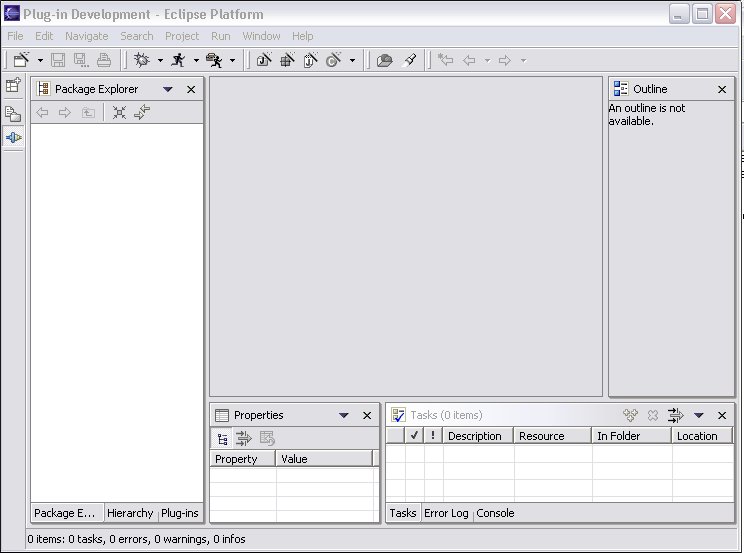 Plug-in Development - Eclipse Platform
File Edit Navigate Search Project Run Window Help
Package Explorer
Outline
An outline is not
available.
Properties
Tasks (0 items)
Property Value
! Description Resource In Folder Location
Package E... Hierarchy Plug-ins
Tasks Error Log Console
0 items: 0 tasks, 0 errors, 0 warnings, 0 infos